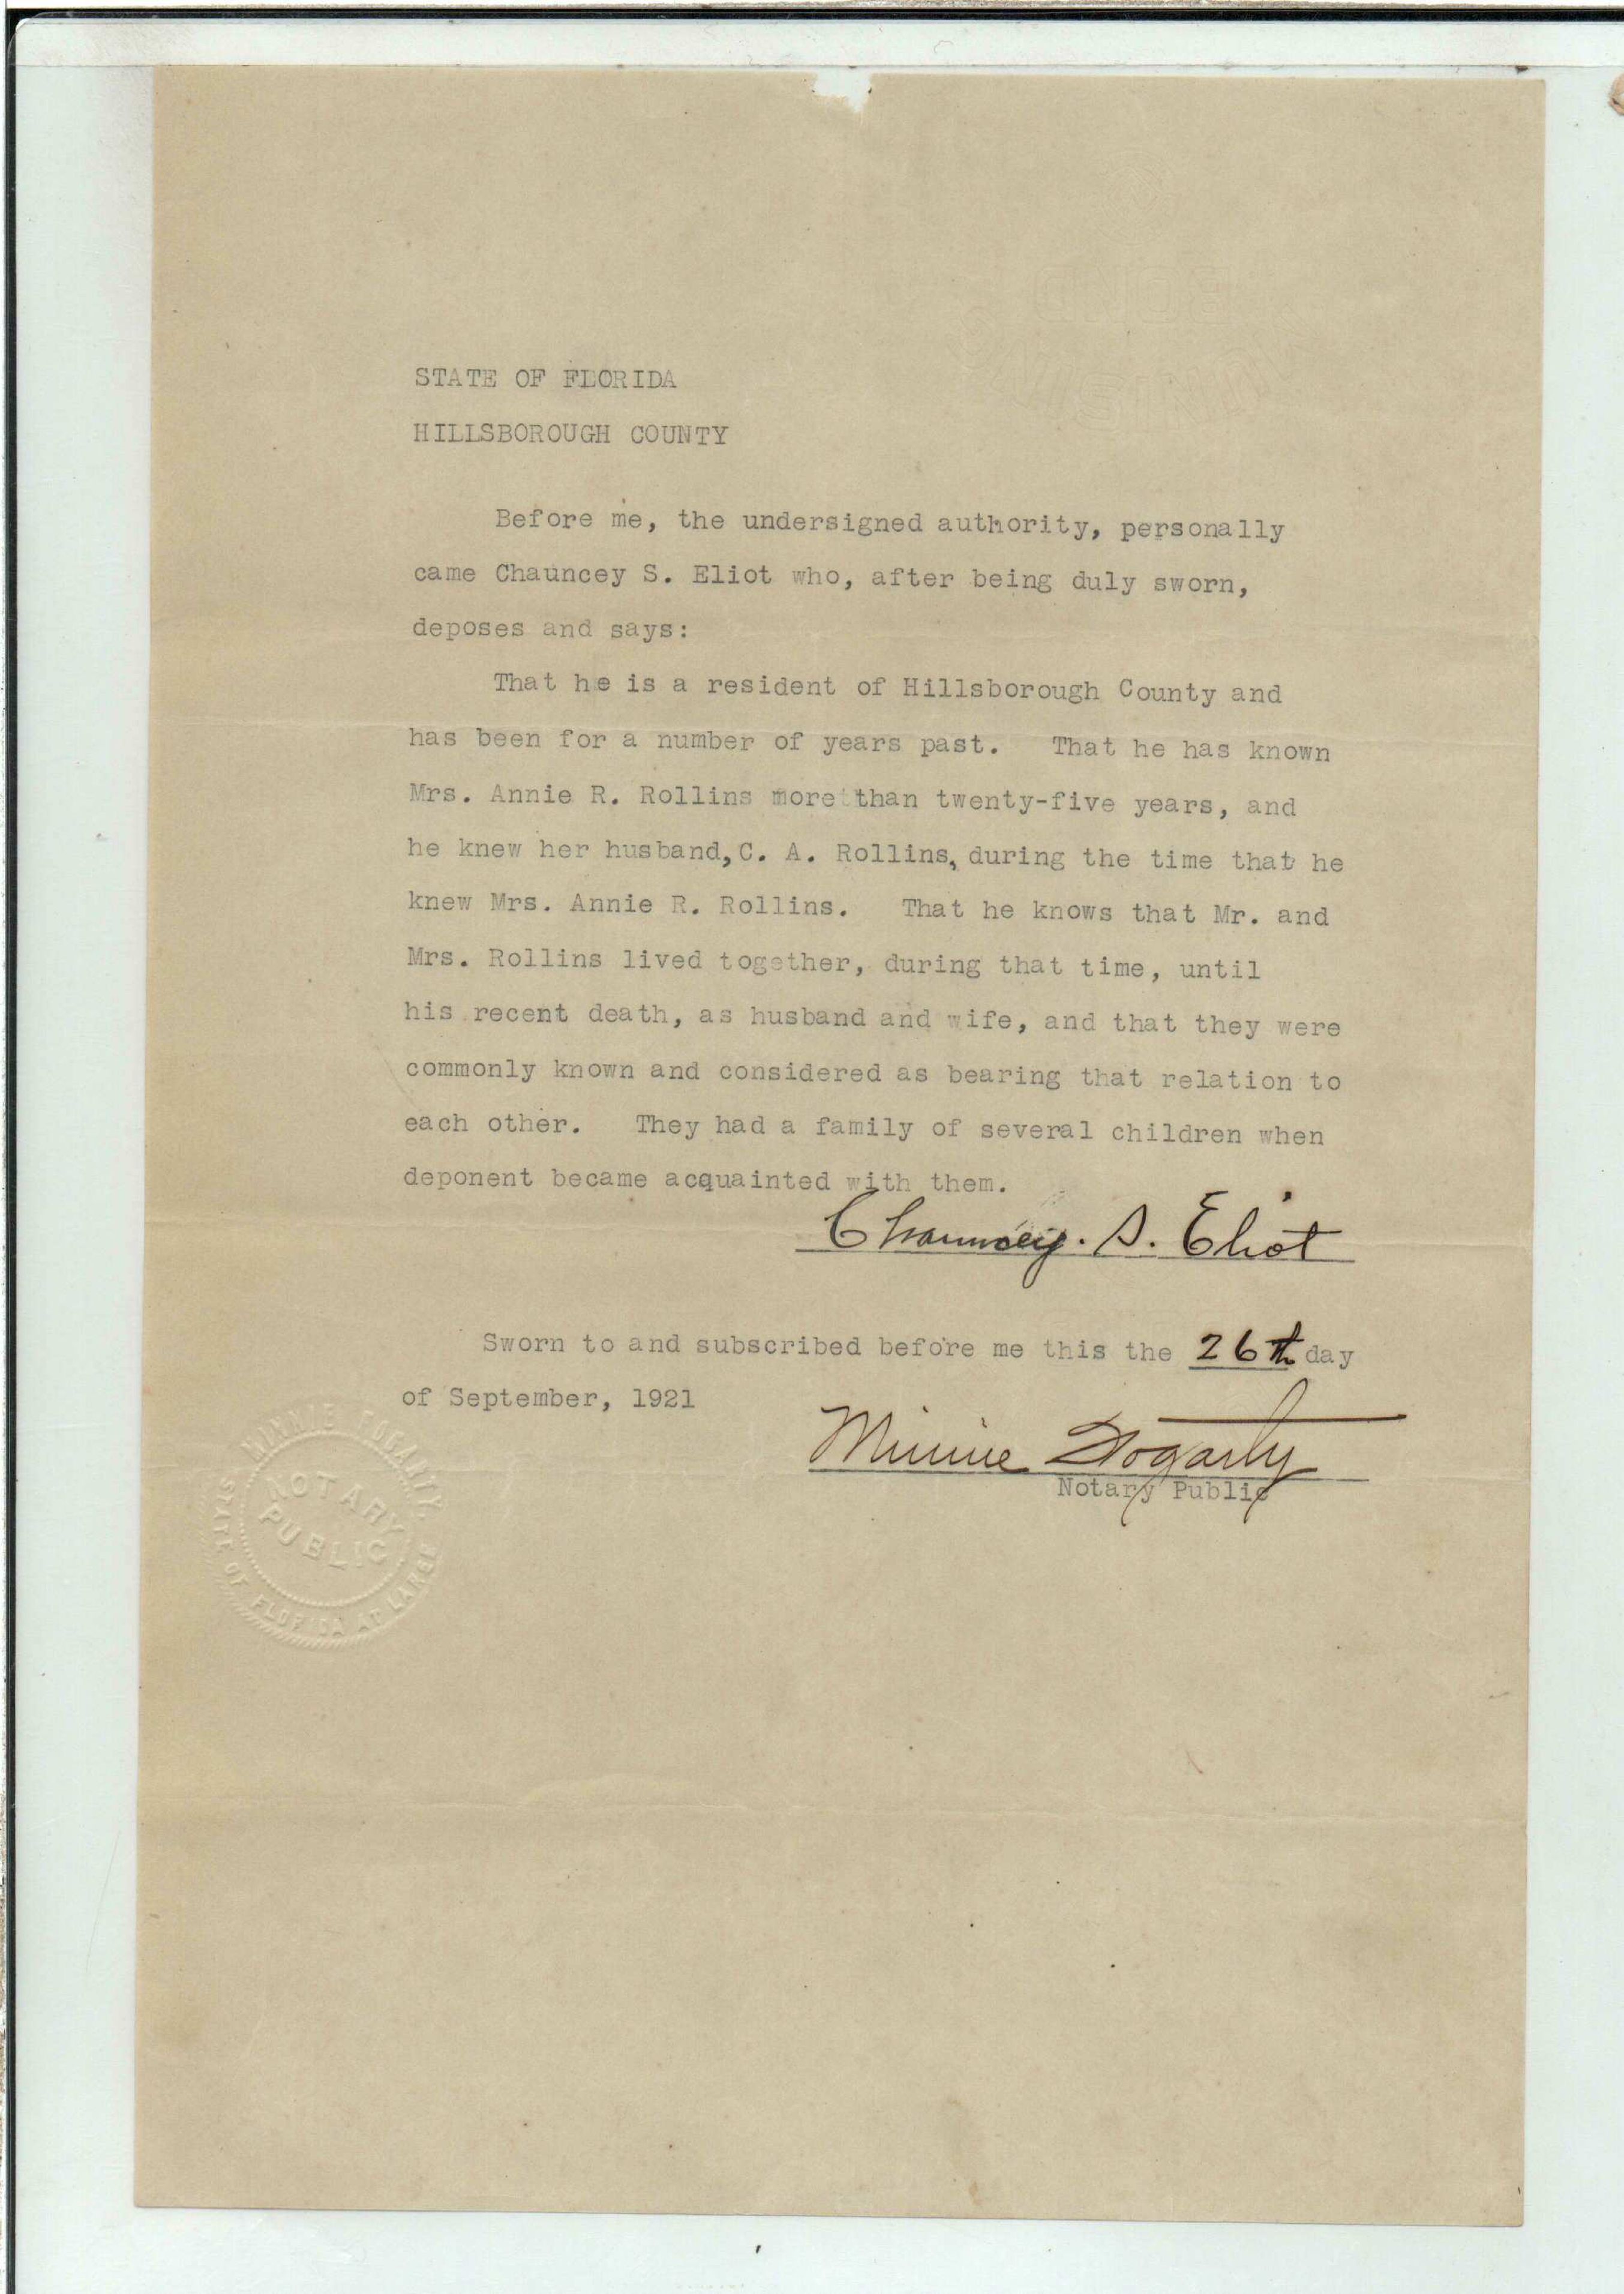 STATE OF FLORIDA
HILLSBOROUGH COUNTY
Before me, the undersigned authority, personally
came Chauncey S. Eliot who, after being duly sworn,
deposes and says:
That he is a resident of Hillsborough County and
has been for a number of years past. That he has known
Mrs. Annie R. Rollins more than twenty-five years, and
he knew her husband, C. A. Rollins, during the time that he
knew Mrs. Annie R. Rollins. That he knows that Mr. and
Mrs. Rollins lived together, during that time, until
his recent death, as husband and wife, and that they were
commonly known and considered as bearing that relation to
each other. They had a family of several children when
deponent became acquainted with them.
Chauncey. S. Eliot
Sworn to and subscribed before me this the 26th day
of September, 1921
Minnie Fogarty
Notary Public
MINNIE FOGARTY.
NOTARY
PUBLIC
STATE OF FLORIDA AT LARGE